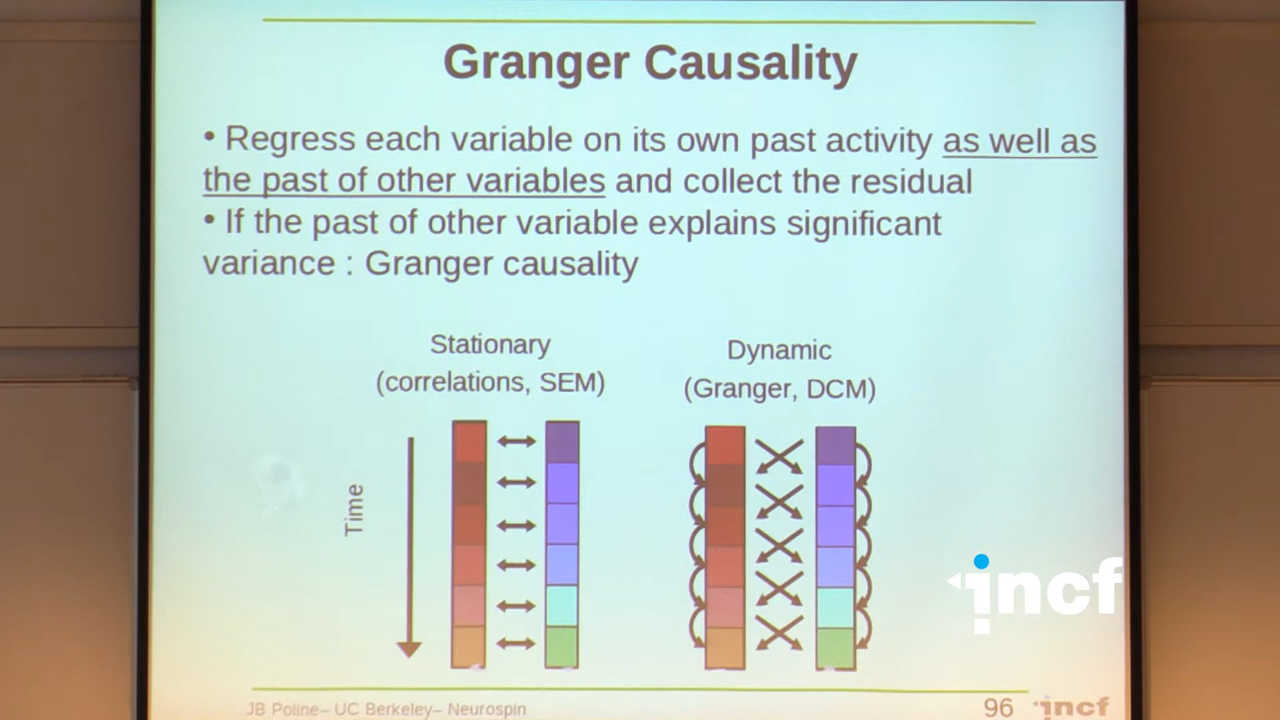 Granger Causality
• Regress each variable on its own past activity as well as
the past of other variables and collect the residual
• If the past of other variable explains significant
variance : Granger causality
Stationary
(correlations, SEM)
Dynamic
(Granger, DCM)
Time
incf
JB Poline– UC Berkeley– Neurospin
96
incf